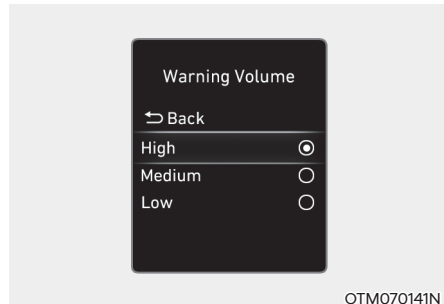 Warning Volume
Back
High
Medium
Low
OTM070141N